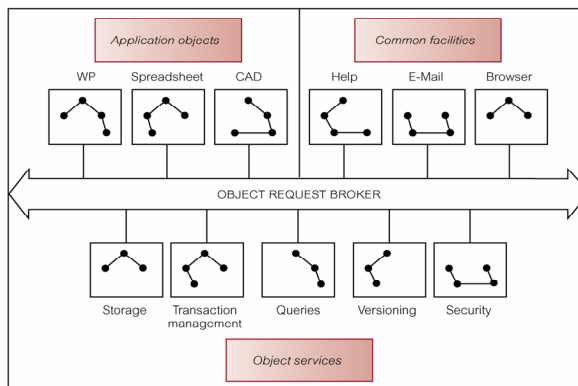 Application objects
Common facilities
WP
Spreadsheet
CAD
Help
E-Mail
Browser
OBJECT REQUEST BROKER
Storage
Transaction
management
Queries
Versioning
Security
Object services